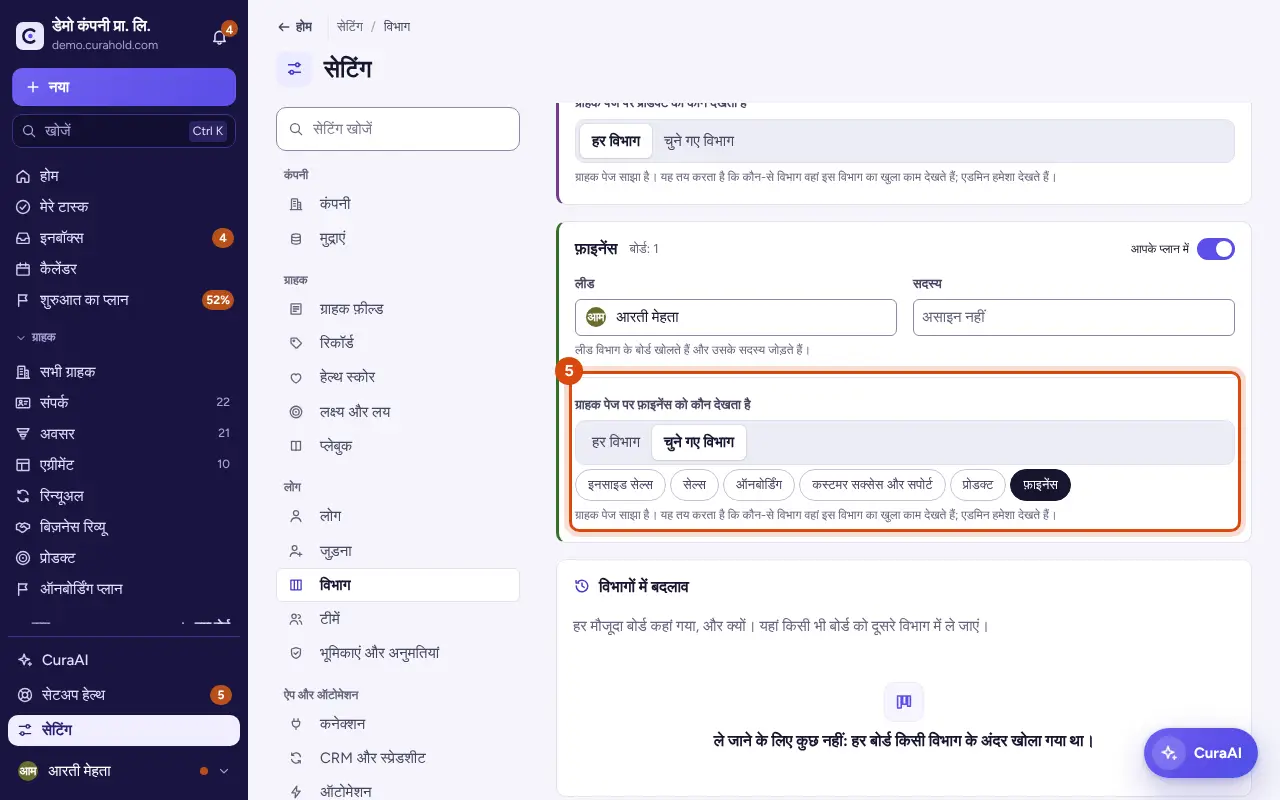 डेमो कंपनी प्रा. लि.
demo.curahold.com
4
नया
खोजें
Ctrl K
होम
मेरे टास्क
इनबॉक्स
4
कैलेंडर
शुरुआत का प्लान
52%
ग्राहक
सभी ग्राहक
संपर्क
22
अवसर
21
एग्रीमेंट
10
रिन्यूअल
बिज़नेस रिव्यू
प्रोडक्ट
ऑनबोर्डिंग प्लान
CuraAI
सेटअप हेल्थ
5
सेटिंग
आम
आरती मेहता
होम
सेटिंग / विभाग
सेटिंग
सेटिंग खोजें
कंपनी
कंपनी
मुद्राएं
ग्राहक
ग्राहक फ़ील्ड
रिकॉर्ड
हेल्थ स्कोर
लक्ष्य और लय
प्लेबुक
लोग
लोग
जुड़ना
विभाग
टीमें
भूमिकाएं और अनुमतियां
ऐप और ऑटोमेशन
कनेक्शन
CRM और स्प्रेडशीट
ऑटोमेशन
ग्राहक पेज पर प्रोडक्ट को कौन देखता है
हर विभाग
चुने गए विभाग
ग्राहक पेज साझा है। यह तय करता है कि कौन-से विभाग वहां इस विभाग का खुला काम देखते हैं; एडमिन हमेशा देखते हैं।
फ़ाइनेंस
बोर्ड: 1
आपके प्लान में
लीड
सदस्य
आम
आरती मेहता
असाइन नहीं
लीड विभाग के बोर्ड खोलते हैं और उसके सदस्य जोड़ते हैं।
5
ग्राहक पेज पर फ़ाइनेंस को कौन देखता है
हर विभाग
चुने गए विभाग
इनसाइड सेल्स
सेल्स
ऑनबोर्डिंग
कस्टमर सक्सेस और सपोर्ट
प्रोडक्ट
फ़ाइनेंस
ग्राहक पेज साझा है। यह तय करता है कि कौन-से विभाग वहां इस विभाग का खुला काम देखते हैं; एडमिन हमेशा देखते हैं।
विभागों में बदलाव
हर मौजूदा बोर्ड कहां गया, और क्यों। यहां किसी भी बोर्ड को दूसरे विभाग में ले जाएं।
ले जाने के लिए कुछ नहीं: हर बोर्ड किसी विभाग के अंदर खोला गया था।
CuraAI